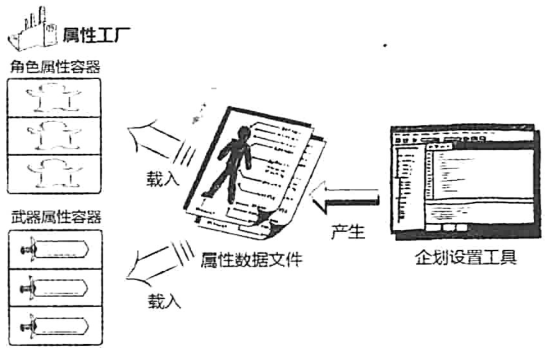 属性工厂
角色属性容器
载入
武器属性容器
载入
属性数据文件
产生
企划设置工具